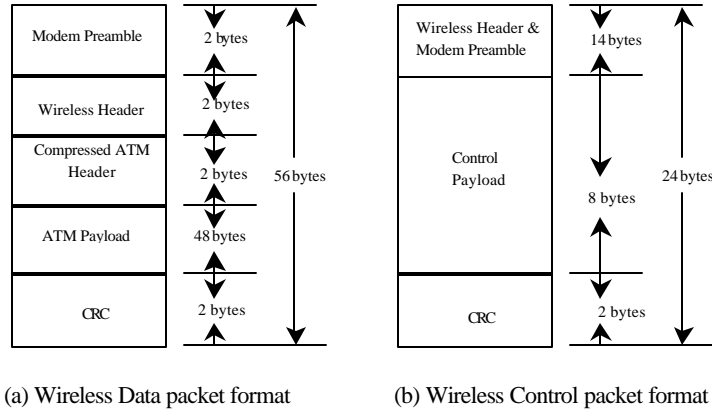 Modem Preamble
2 bytes
Wireless Header
2 bytes
Compressed ATM
Header
2 bytes
56 bytes
ATM Payload
48 bytes
CRC
2 bytes
(a) Wireless Data packet format
Wireless Header &
Modem Preamble
14 bytes
Control
Payload
24 bytes
8 bytes
CRC
2 bytes
(b) Wireless Control packet format